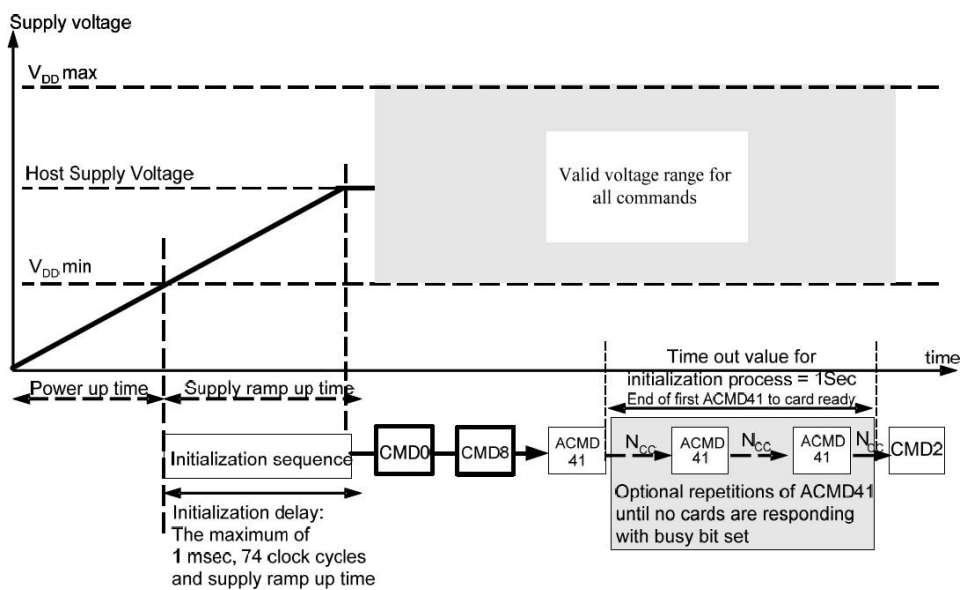 Supply voltage
V_DD max
Host Supply Voltage
Valid voltage range for
all commands
V_DD min
time
Power up time
Supply ramp up time
Time out value for
initialization process = 1Sec
End of first ACMD41 to card ready
Initialization sequence
CMD0
CMD8
ACMD
41
N_CC
ACMD
41
N_CC
ACMD
41
N_CC
CMD2
Optional repetitions of ACMD41
until no cards are responding
with busy bit set
Initialization delay:
The maximum of
1 msec, 74 clock cycles
and supply ramp up time